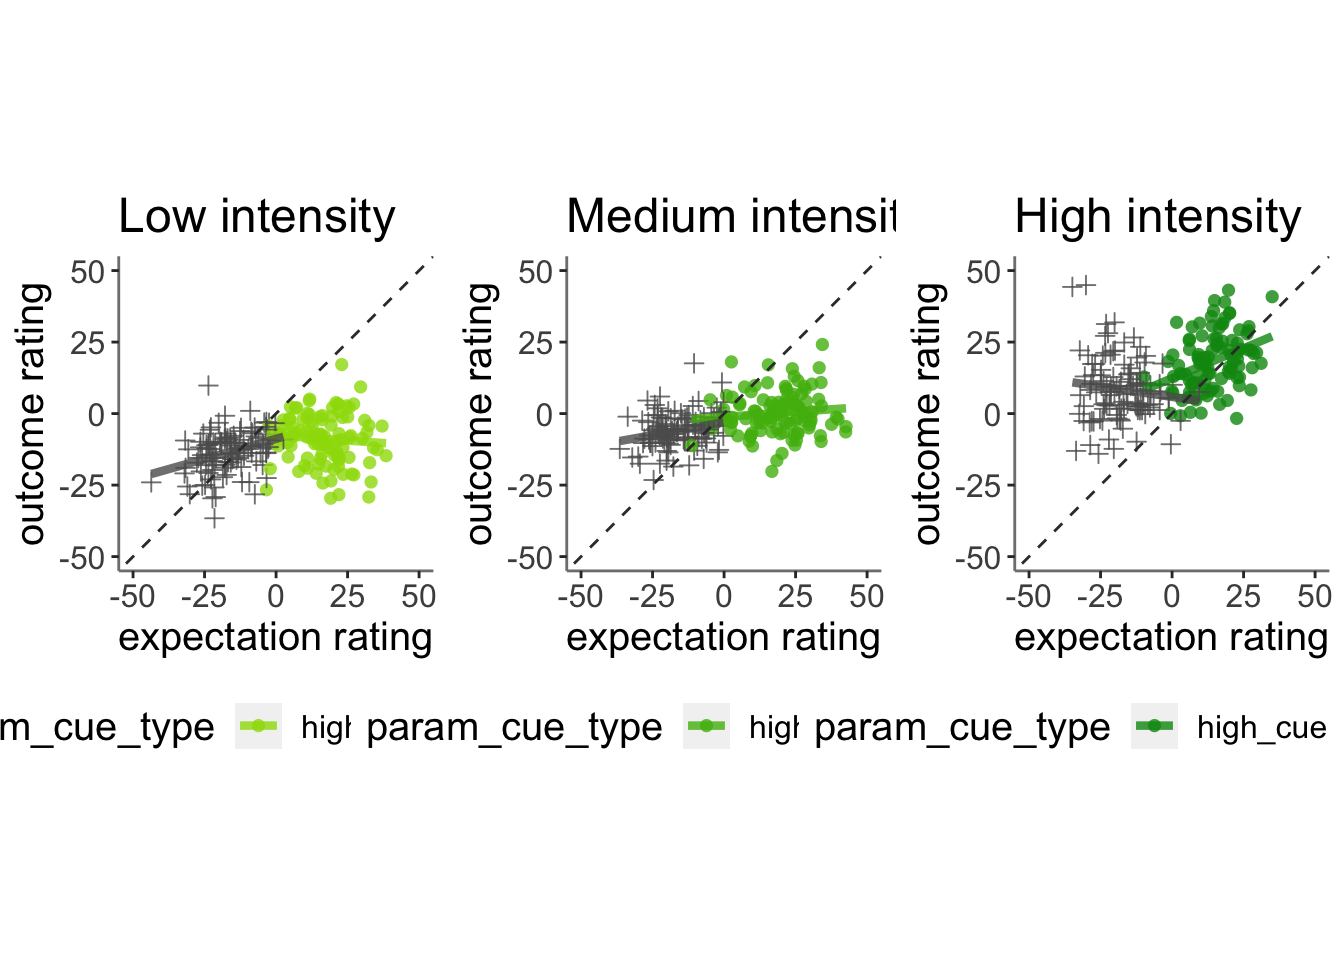 Low intensity
Medium intensit
High intensity
outcome rating
50
25
0
-25
-50
-50 -25 0 25 50
expectation rating
outcome rating
50
25
0
-25
-50
-50 -25 0 25 50
expectation rating
outcome rating
50
25
0
-25
-50
-50 -25 0 25 50
expectation rating
m_cue_type high
param_cue_type high
param_cue_type high_cue